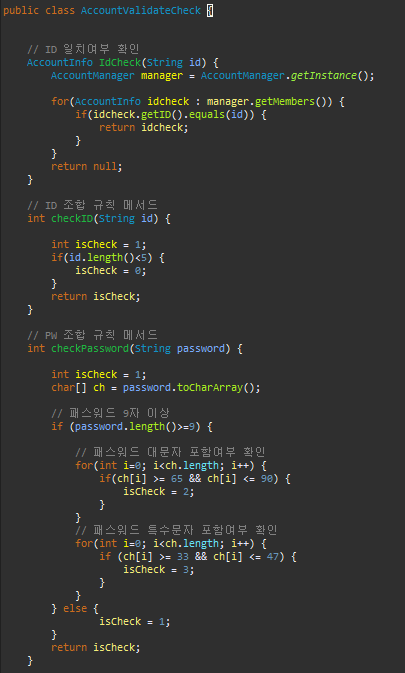 public class AccountValidateCheck {
// ID 일치여부 확인
AccountInfo IdCheck(String id) {
AccountManager manager = AccountManager.getInstance();
for(AccountInfo idcheck : manager.getMembers()) {
if(idcheck.getID().equals(id)) {
return idcheck;
}
}
return null;
}
// ID 조합 규칙 메서드
int checkID(String id) {
int isCheck = 1;
if(id.length()<5) {
isCheck = 0;
}
return isCheck;
}
// PW 조합 규칙 메서드
int checkPassword(String password) {
int isCheck = 1;
char[] ch = password.toCharArray();
// 패스워드 9자 이상
if (password.length()>=9) {
// 패스워드 대문자 포함여부 확인
for(int i=0; i<ch.length; i++) {
if(ch[i] >= 65 && ch[i] <= 90) {
isCheck = 2;
}
}
// 패스워드 특수문자 포함여부 확인
for(int i=0; i<ch.length; i++) {
if (ch[i] >= 33 && ch[i] <= 47) {
isCheck = 3;
}
}
} else {
isCheck = 1;
}
return isCheck;
}